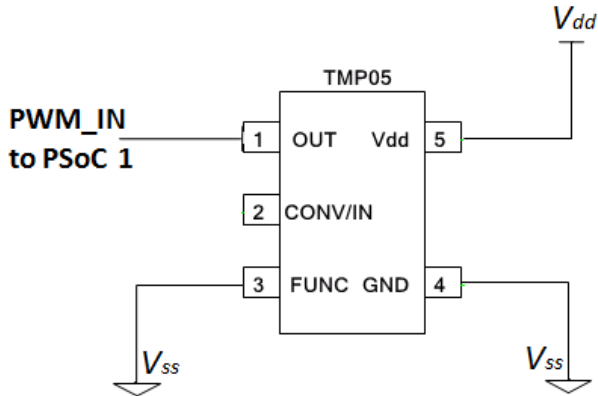 Vdd
TMP05
PWM_IN
to PSoC 1
1 OUT Vdd 5
2 CONV/IN
3 FUNC GND 4
Vss
Vss